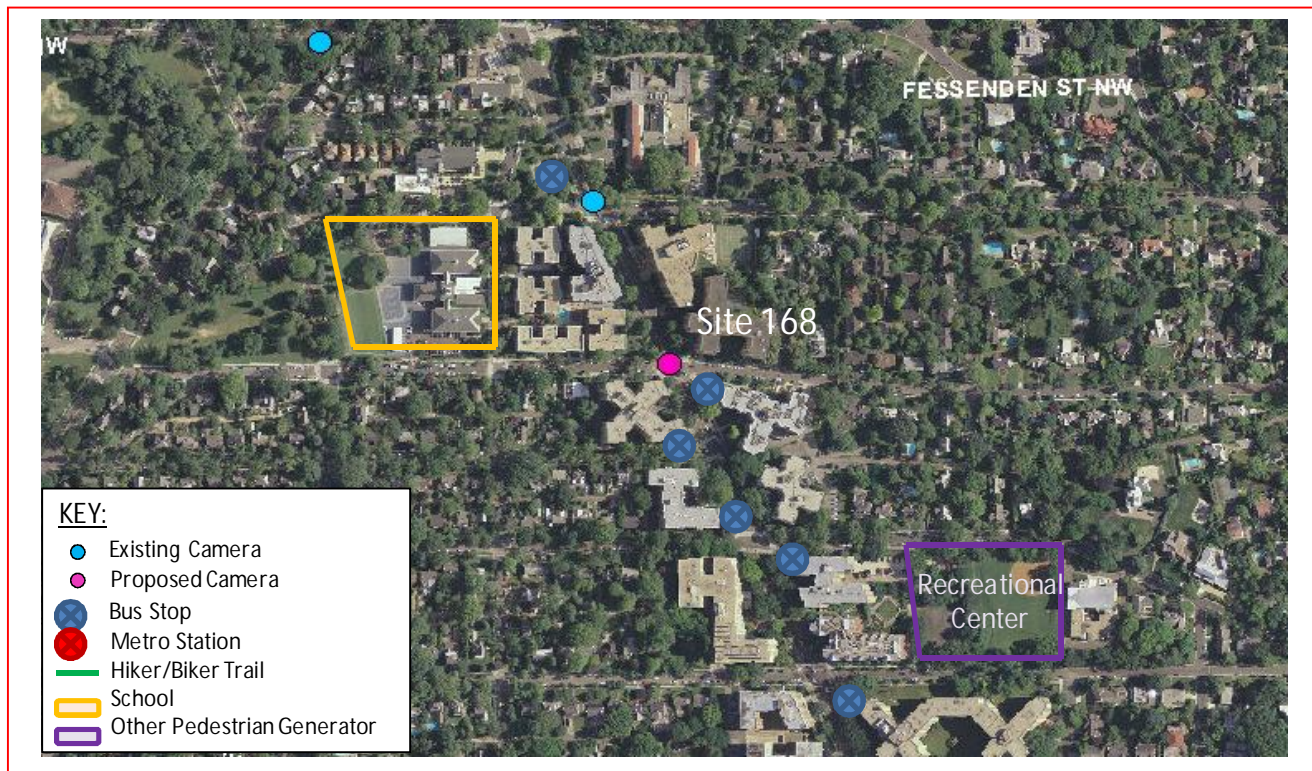 W
FESSENDEN ST NW
Site 168
Recreational
Center
KEY:
Existing Camera
Proposed Camera
Bus Stop
Metro Station
Hiker/Biker Trail
School
Other Pedestrian Generator